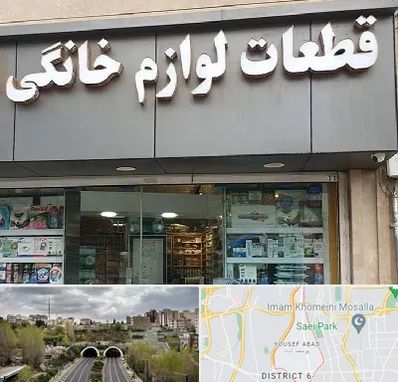 قطعات لوازم خانگی
Imam Khomeini Mosalla
Saei Park
YOUSEF ABAD
DISTRICT 6